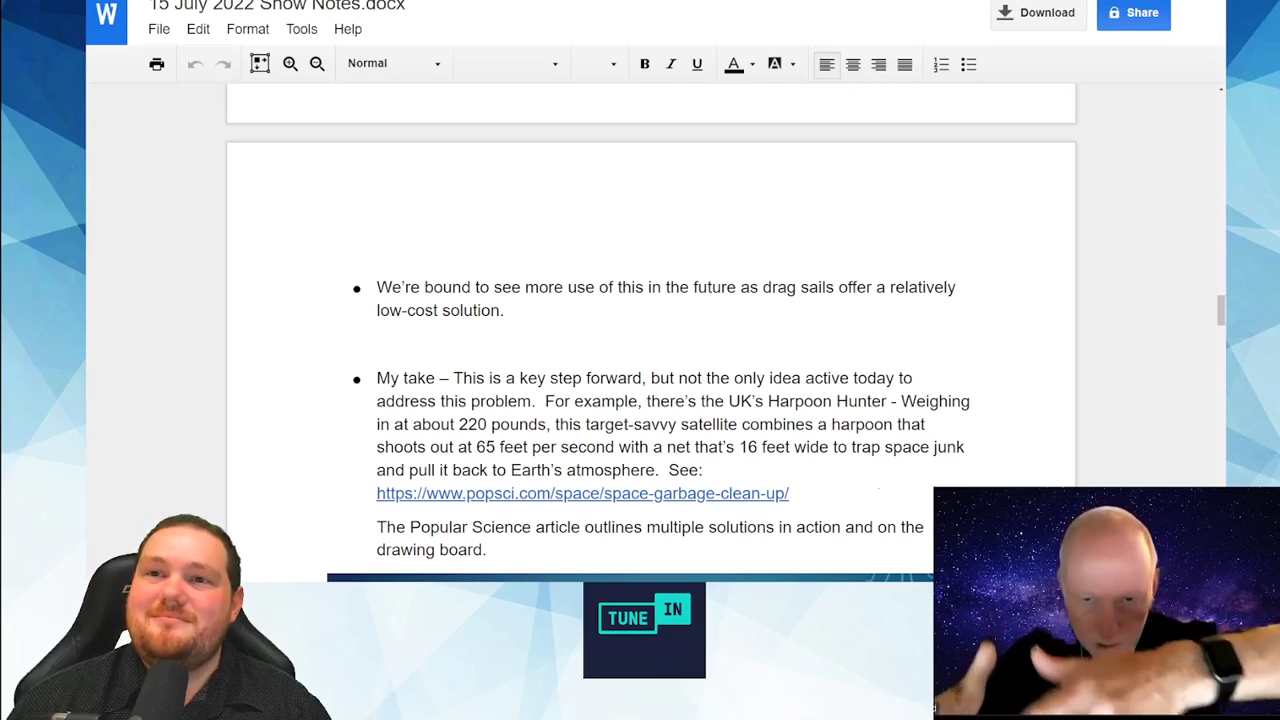 15 July 2022 Show Notes.docx
W
File Edit Format Tools Help
Download
Share
Normal
B I U A A
● We’re bound to see more use of this in the future as drag sails offer a relatively
low-cost solution.
● My take – This is a key step forward, but not the only idea active today to
address this problem.  For example, there’s the UK’s Harpoon Hunter - Weighing
in at about 220 pounds, this target-savvy satellite combines a harpoon that
shoots out at 65 feet per second with a net that’s 16 feet wide to trap space junk
and pull it back to Earth’s atmosphere.  See:
https://www.popsci.com/space/space-garbage-clean-up/
The Popular Science article outlines multiple solutions in action and on the
drawing board.
TUNE IN